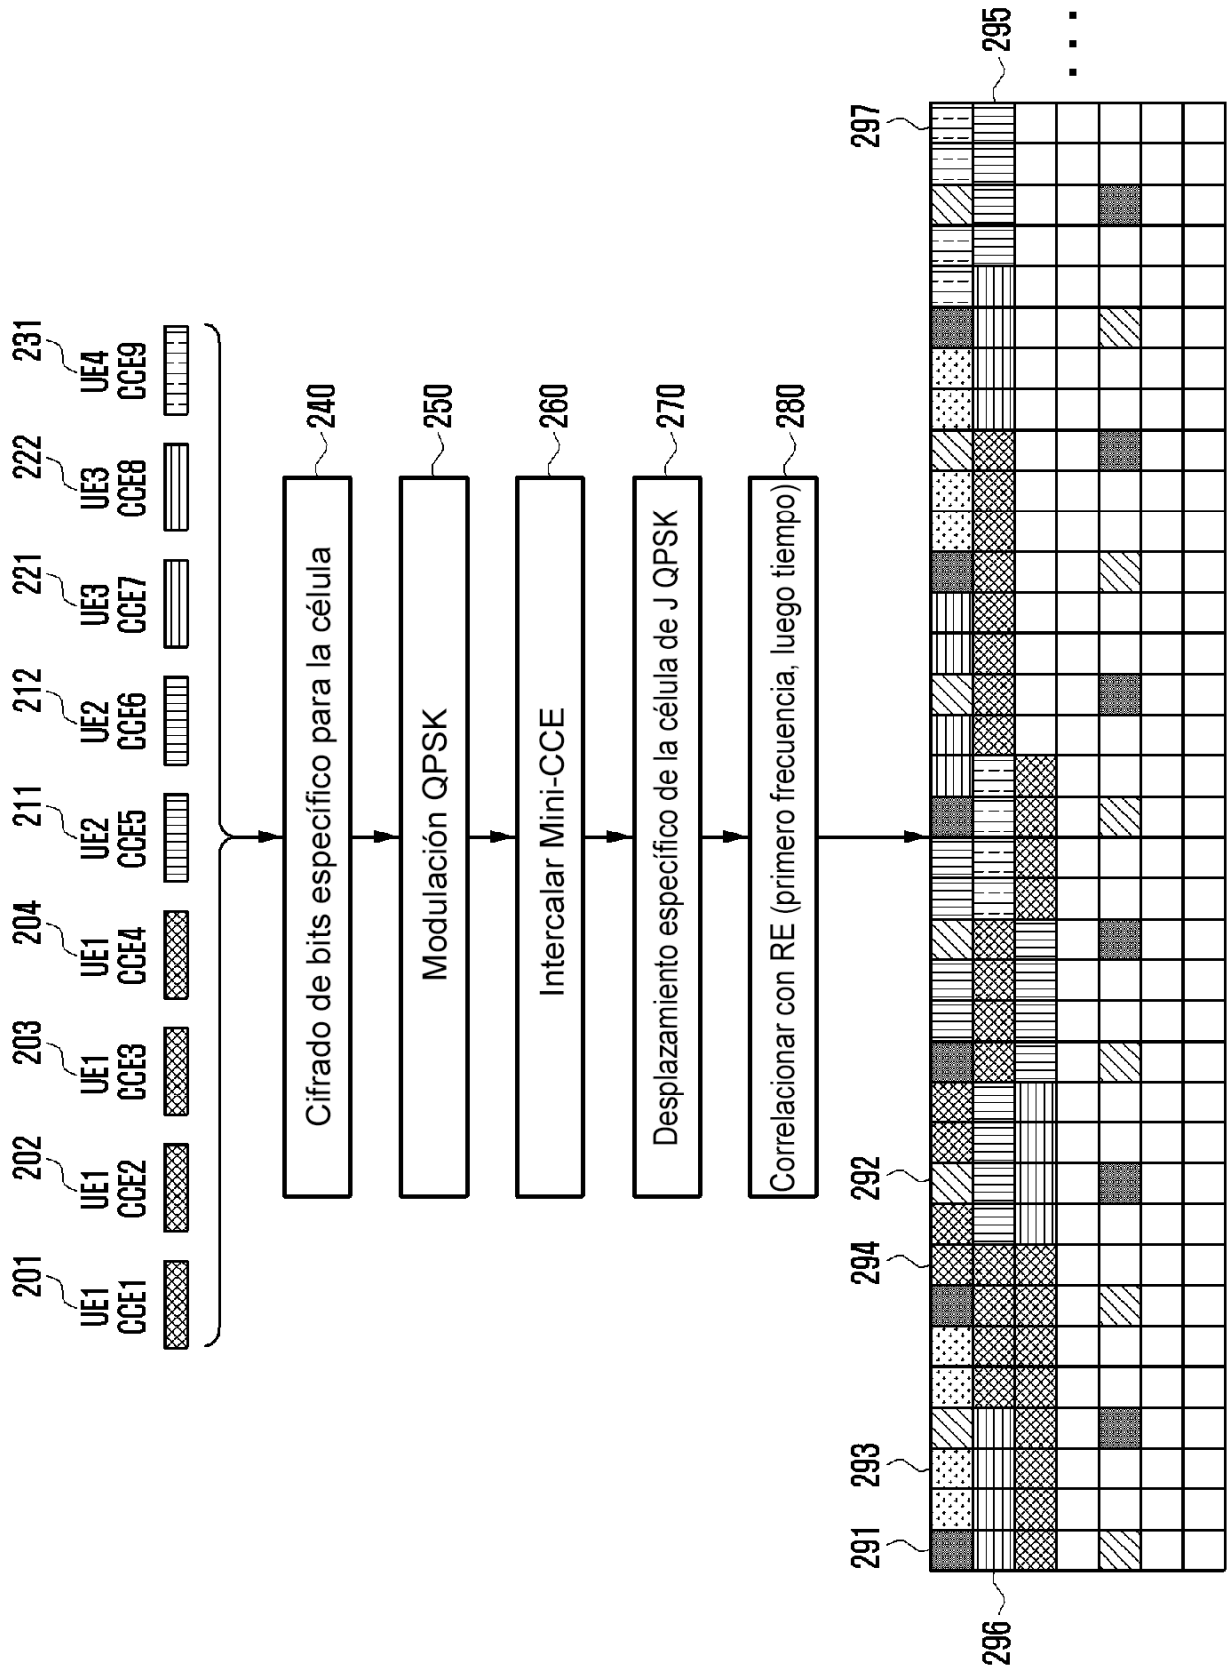 201
UE1
CCE1
202
UE1
CCE2
203
UE1
CCE3
204
UE1
CCE4
211
UE2
CCE5
212
UE2
CCE6
221
UE3
CCE7
222
UE3
CCE8
231
UE4
CCE9
Cifrado de bits específico para la célula
240
Modulación QPSK
250
Intercalar Mini-CCE
260
Desplazamiento específico de la célula de J QPSK
270
Correlacionar con RE (primero frecuencia, luego tiempo)
280
291
293
294
292
297
296
295